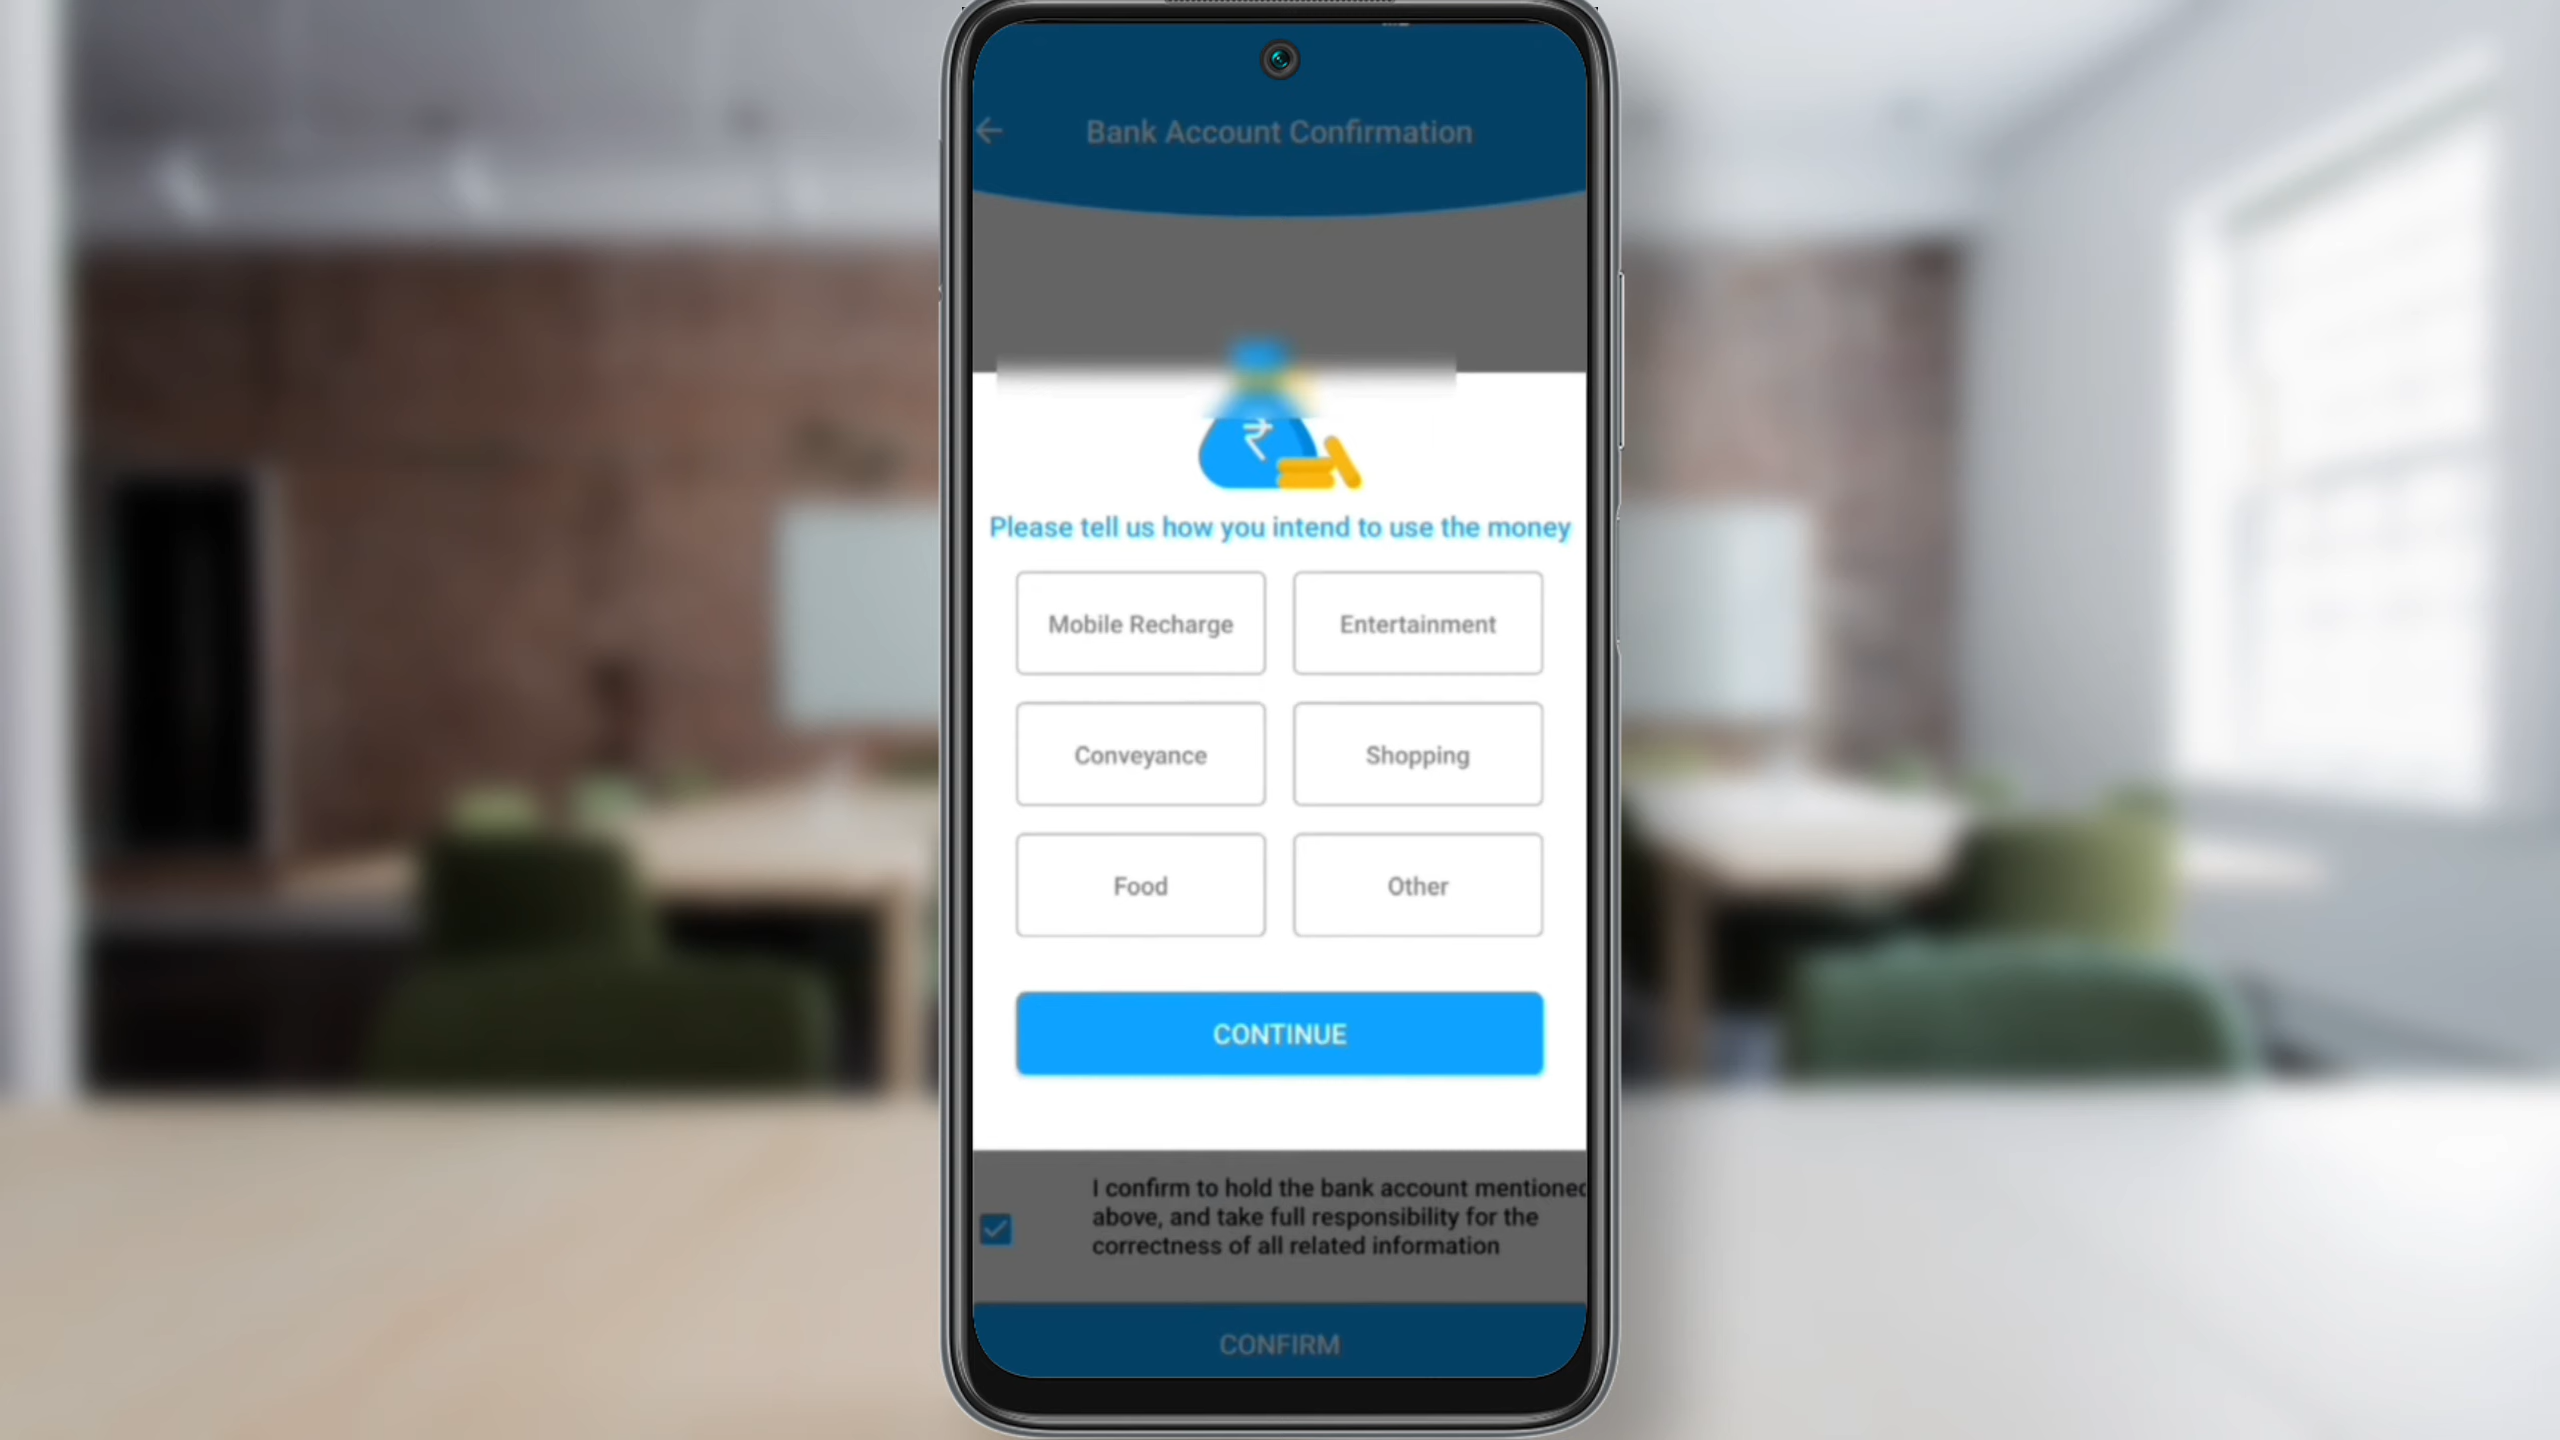 Bank Account Confirmation
₹
Please tell us how you intend to use the money
Mobile Recharge
Entertainment
Conveyance
Shopping
Food
Other
CONTINUE
I confirm to hold the bank account mentioned
above, and take full responsibility for the
correctness of all related information
CONFIRM